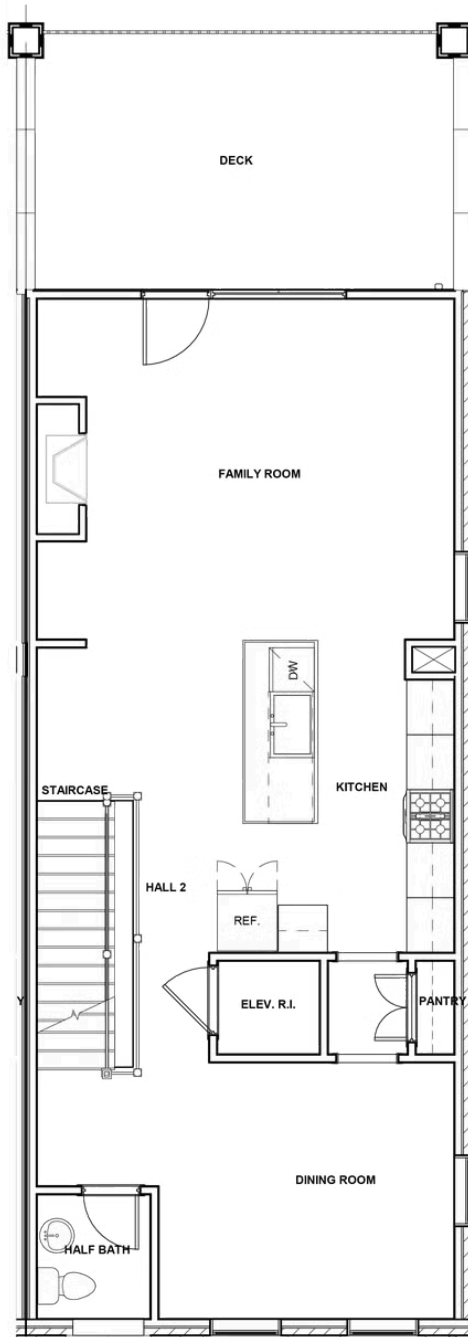 DECK
FAMILY ROOM
DW
STAIRCASE
KITCHEN
HALL 2
REF.
Y
ELEV. R.I.
PANTRY
DINING ROOM
HALF BATH